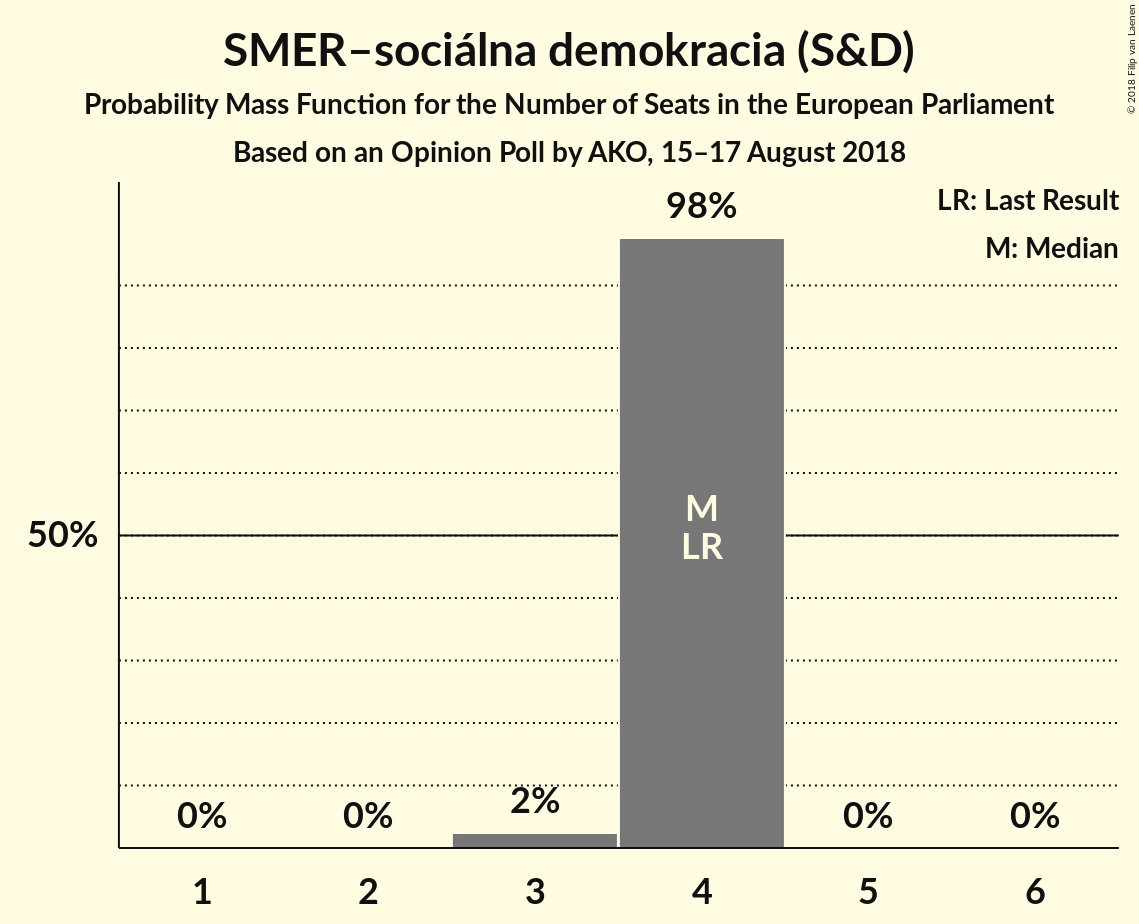 SMER–sociálna demokracia (S&D)
Probability Mass Function for the Number of Seats in the European Parliament
Based on an Opinion Poll by AKO, 15–17 August 2018
© 2018 Filip van Laenen
LR: Last Result
M: Median
98%
50%
M
LR
0%
0%
2%
0%
0%
1
2
3
4
5
6